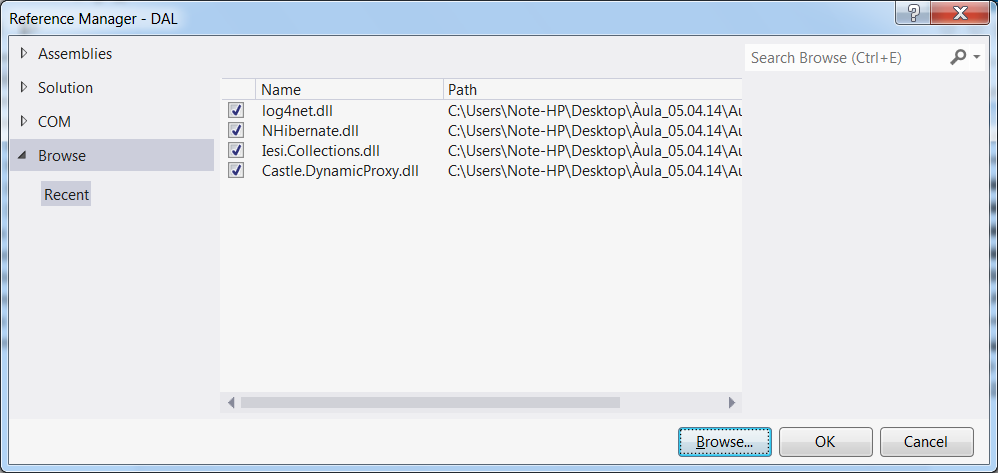 Reference Manager - DAL
Assemblies
Solution
COM
Browse
Recent
Search Browse (Ctrl+E)
Name Path
log4net.dll C:\Users\Note-HP\Desktop\Àula_05.04.14\Au
NHibernate.dll C:\Users\Note-HP\Desktop\Àula_05.04.14\Au
Iesi.Collections.dll C:\Users\Note-HP\Desktop\Àula_05.04.14\Au
Castle.DynamicProxy.dll C:\Users\Note-HP\Desktop\Àula_05.04.14\Au
Browse... OK Cancel